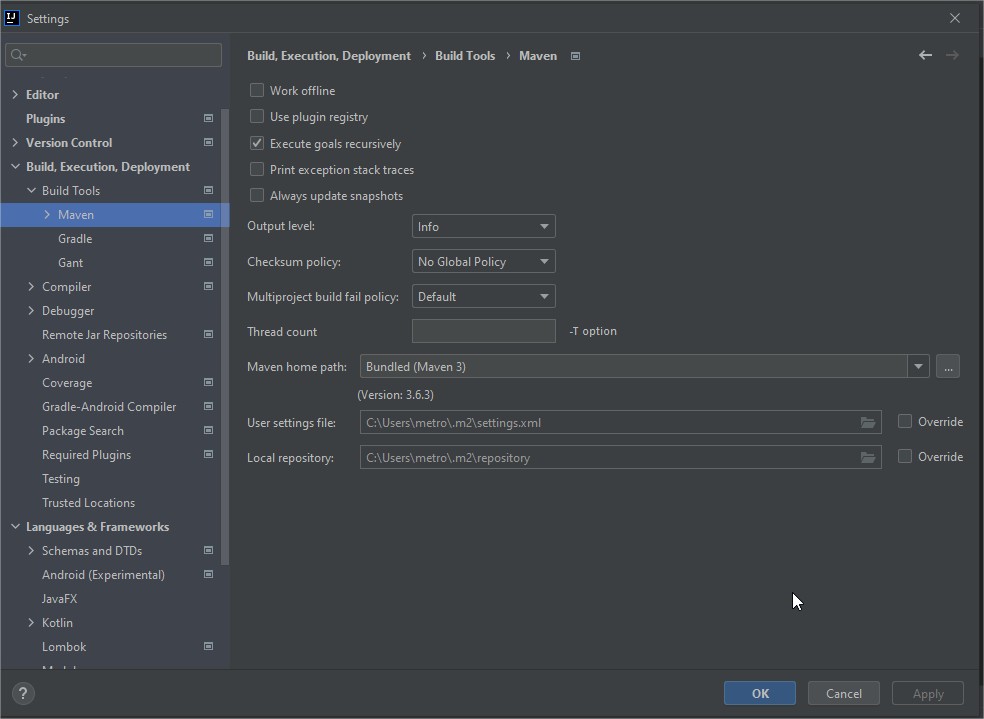 IJ Settings
Editor
Plugins
Version Control
Build, Execution, Deployment
Build Tools
Maven
Gradle
Gant
Compiler
Debugger
Remote Jar Repositories
Android
Coverage
Gradle-Android Compiler
Package Search
Required Plugins
Testing
Trusted Locations
Languages & Frameworks
Schemas and DTDs
Android (Experimental)
JavaFX
Kotlin
Lombok
Build, Execution, Deployment › Build Tools › Maven
Work offline
Use plugin registry
Execute goals recursively
Print exception stack traces
Always update snapshots
Output level: Info
Checksum policy: No Global Policy
Multiproject build fail policy: Default
Thread count -T option
Maven home path: Bundled (Maven 3) ...
(Version: 3.6.3)
User settings file: C:\Users\metro\.m2\settings.xml Override
Local repository: C:\Users\metro\.m2\repository Override
? OK Cancel Apply